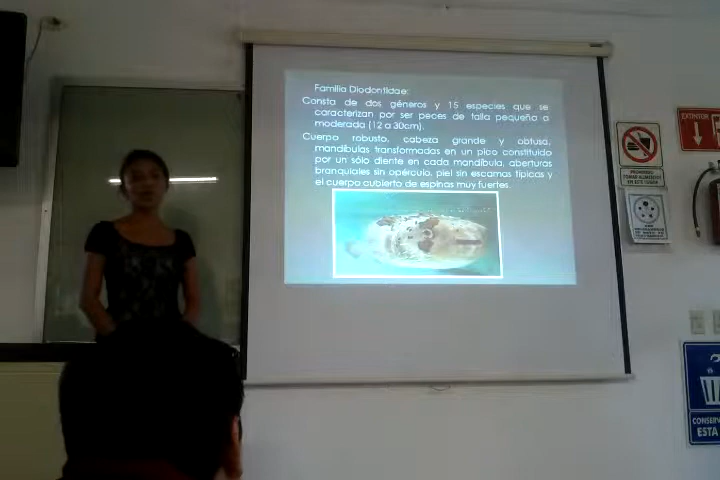 Familia Diodontidae:
Consta de dos géneros y 15 especies que se
caracterizan por ser peces de talla pequeña a
moderada (12 a 30cm).
Cuerpo robusto, cabeza grande y obtusa,
mandíbulas transformadas en un pico constituido
por un sólo diente en cada mandíbula, aberturas
branquiales sin opérculo, piel sin escamas típicas y
el cuerpo cubierto de espinas muy fuertes.
EXTINTOR
CONSERV
ESTA